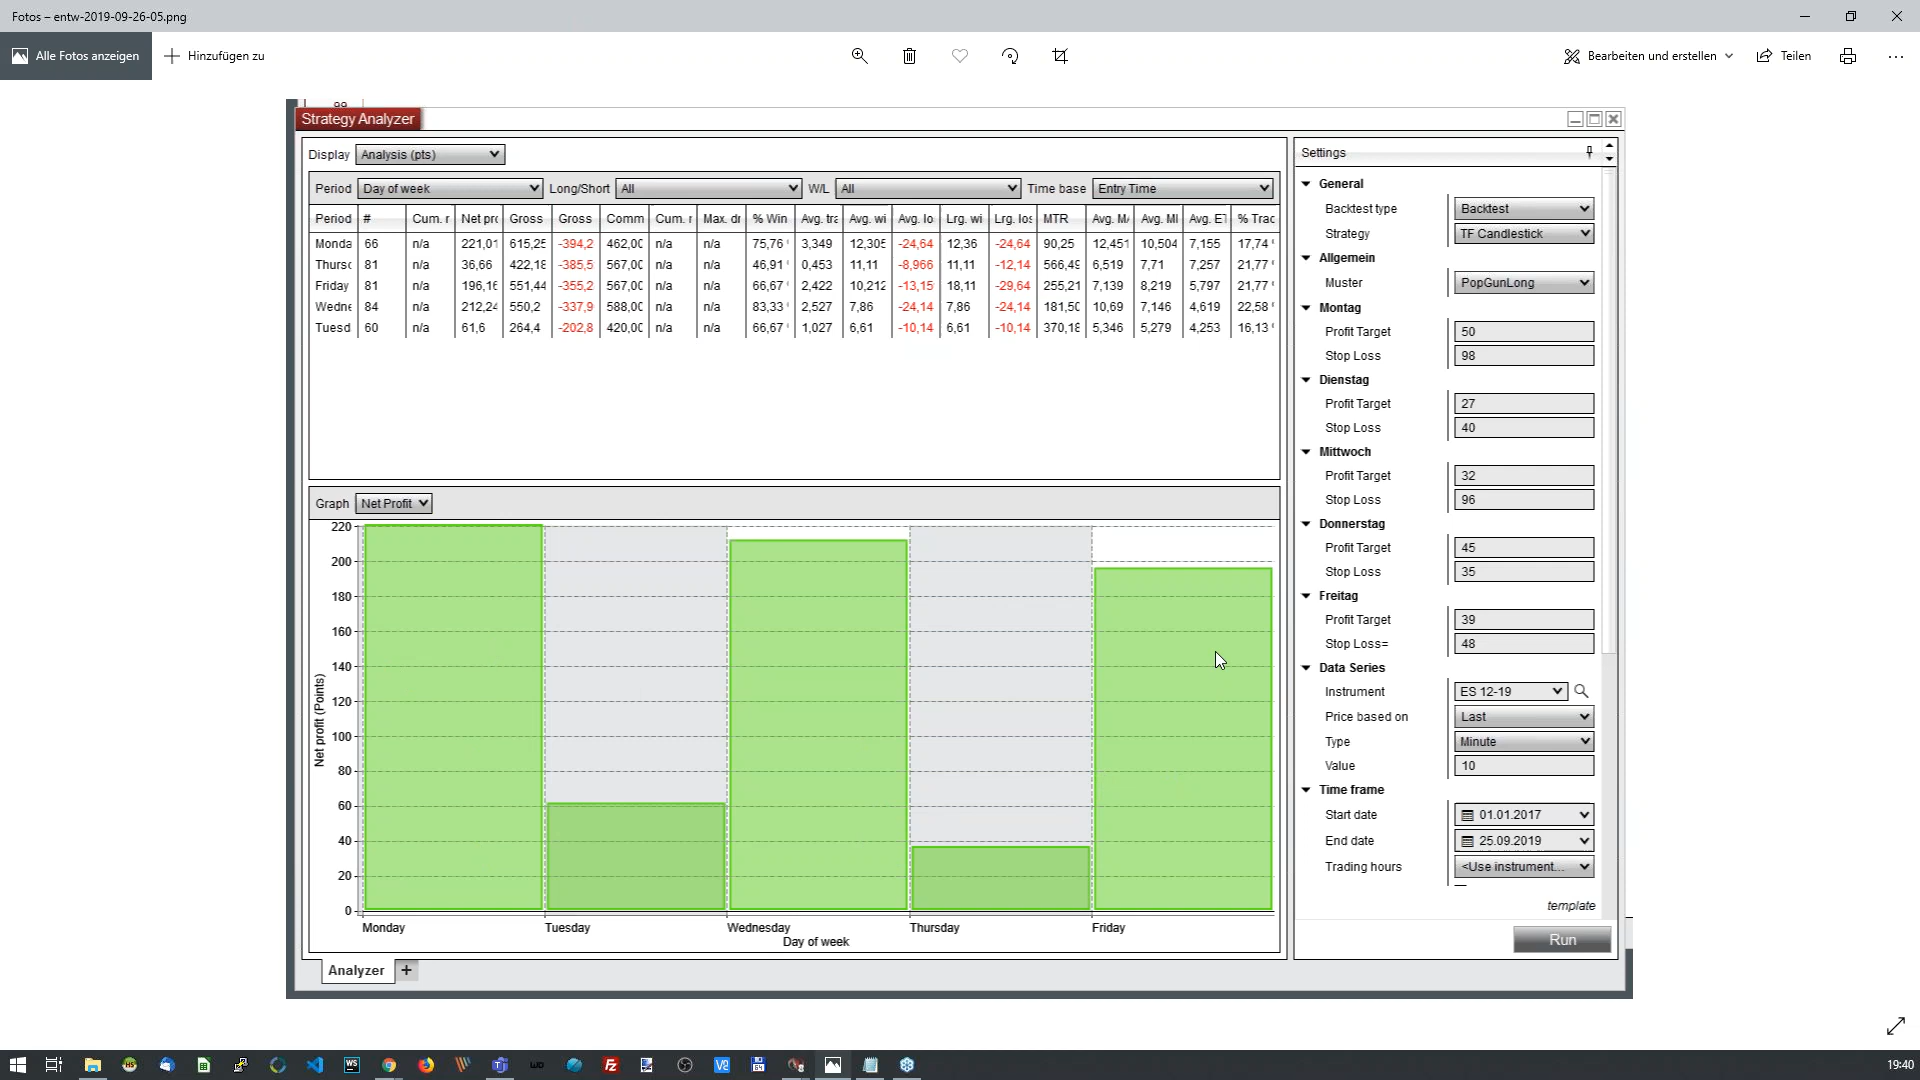 Fotos – entw-2019-09-26-05.png
Alle Fotos anzeigen
Hinzufügen zu
Bearbeiten und erstellen
Teilen
Strategy Analyzer
Display Analysis (pts)
Period Day of week Long/Short All W/L All Time base Entry Time
Period # Cum. r Net pro Gross Gross Comm Cum. r Max. dr % Win Avg. tra Avg. wi Avg. lo Lrg. wi Lrg. los MTR Avg. MA Avg. MI Avg. ET % Trad
Monda 66 n/a 221,01 615,25 -394,2 462,00 n/a n/a 75,76 3,349 12,305 -24,64 12,36 -24,64 90,25 12,451 10,504 7,155 17,74
Thursd 81 n/a 36,66 422,18 -385,5 567,00 n/a n/a 46,91 0,453 11,11 -8,966 11,11 -12,14 566,49 6,519 7,71 7,257 21,77
Friday 81 n/a 196,16 551,44 -355,2 567,00 n/a n/a 66,67 2,422 10,212 -13,15 18,11 -29,64 255,21 7,139 8,219 5,797 21,77
Wedne 84 n/a 212,24 550,2 -337,9 588,00 n/a n/a 83,33 2,527 7,86 -24,14 7,86 -24,14 181,50 10,69 7,146 4,619 22,58
Tuesd 60 n/a 61,6 264,4 -202,8 420,00 n/a n/a 66,67 1,027 6,61 -10,14 6,61 -10,14 370,18 5,346 5,279 4,253 16,13
Graph Net Profit
220
200
180
160
140
120
100
80
60
40
20
0
Net profit (Points)
Monday Tuesday Wednesday Thursday Friday
Day of week
Analyzer +
Settings
General
Backtest type Backtest
Strategy TF Candlestick
Allgemein
Muster PopGunLong
Montag
Profit Target 50
Stop Loss 98
Dienstag
Profit Target 27
Stop Loss 40
Mittwoch
Profit Target 32
Stop Loss 96
Donnerstag
Profit Target 45
Stop Loss 35
Freitag
Profit Target 39
Stop Loss= 48
Data Series
Instrument ES 12-19
Price based on Last
Type Minute
Value 10
Time frame
Start date 01.01.2017
End date 25.09.2019
Trading hours <Use instrument...
template
Run
19:40